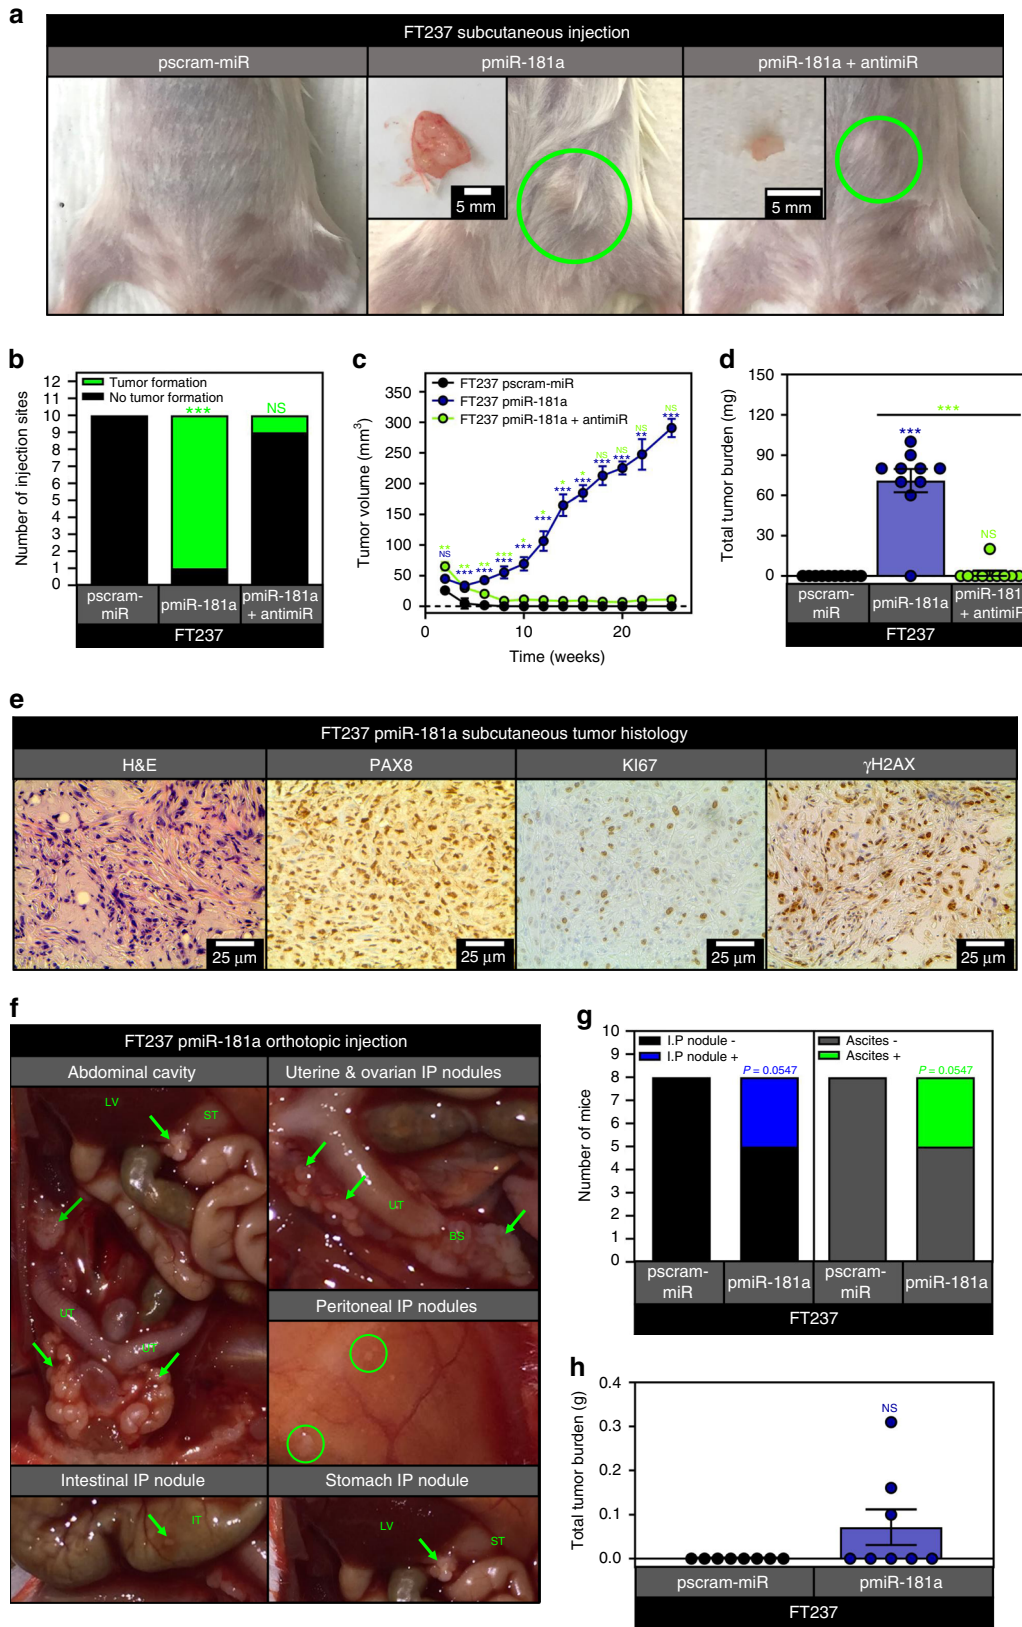 a
FT237 subcutaneous injection
pscram-miR
pmiR-181a
pmiR-181a + antimiR
5 mm
5 mm
b
Number of injection sites
12
11
10
9
8
7
6
5
4
3
2
1
0
Tumor formation
No tumor formation
***
NS
pscram-
miR
pmiR-181a
pmiR-181a
+ antimiR
FT237
c
Tumor volume (mm3)
350
300
250
200
150
100
50
0
FT237 pscram-miR
FT237 pmiR-181a
FT237 pmiR-181a + antimiR
**
NS
**
***
**
***
***
***
*
***
*
***
*
***
*
***
NS
***
NS
***
NS
**
NS
***
0
10
20
Time (weeks)
d
Total tumor burden (mg)
150
120
90
60
30
0
***
***
NS
pscram-
miR
pmiR-181a
pmiR-181
+ antimiR
FT237
e
FT237 pmiR-181a subcutaneous tumor histology
H&E
PAX8
KI67
γH2AX
25 μm
25 μm
25 μm
25 μm
f
FT237 pmiR-181a orthotopic injection
Abdominal cavity
Uterine & ovarian IP nodules
LV
ST
UT
UT
UT
BS
Peritoneal IP nodules
Intestinal IP nodule
Stomach IP nodule
IT
LV
ST
g
Number of mice
10
9
8
7
6
5
4
3
2
1
0
I.P nodule -
I.P nodule +
Ascites -
Ascites +
P = 0.0547
P = 0.0547
pscram-
miR
pmiR-181a
pscram-
miR
pmiR-181a
FT237
h
Total tumor burden (g)
0.4
0.3
0.2
0.1
0.0
NS
pscram-miR
pmiR-181a
FT237